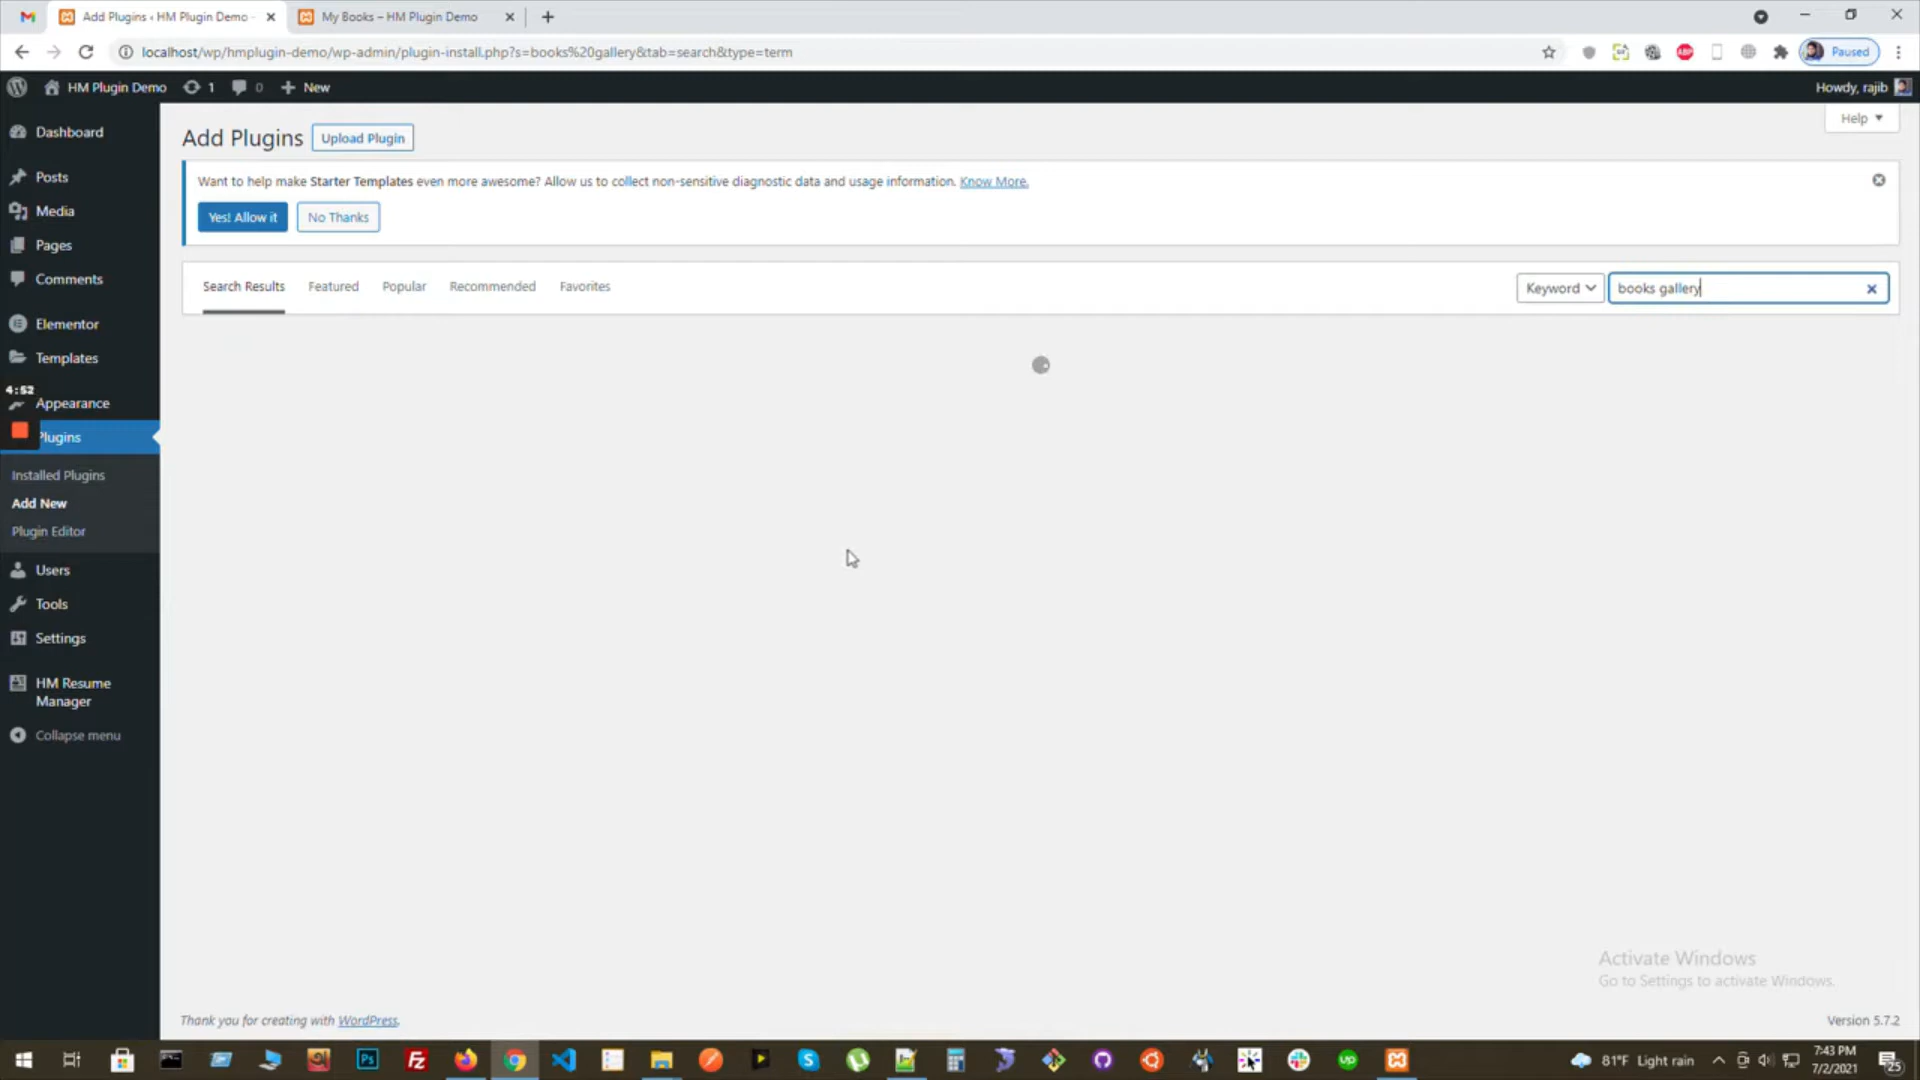 Add Plugins ‹ HM Plugin Demo -
My Books – HM Plugin Demo
localhost/wp/hmplugin-demo/wp-admin/plugin-install.php?s=books%20gallery&tab=search&type=term
ABP
Paused
HM Plugin Demo
1
0
New
Howdy, rajib
Help
Dashboard
Posts
Media
Pages
Comments
Elementor
Templates
4:52
Appearance
Plugins
Installed Plugins
Add New
Plugin Editor
Users
Tools
Settings
HM Resume
Manager
Collapse menu
Add Plugins
Upload Plugin
Want to help make Starter Templates even more awesome? Allow us to collect non-sensitive diagnostic data and usage information. Know More.
Yes! Allow it
No Thanks
Search Results
Featured
Popular
Recommended
Favorites
Keyword
books gallery
Activate Windows
Go to Settings to activate Windows.
Thank you for creating with WordPress.
Version 5.7.2
Ps
Fz
up
81°F Light rain
7:43 PM
7/2/2021
25